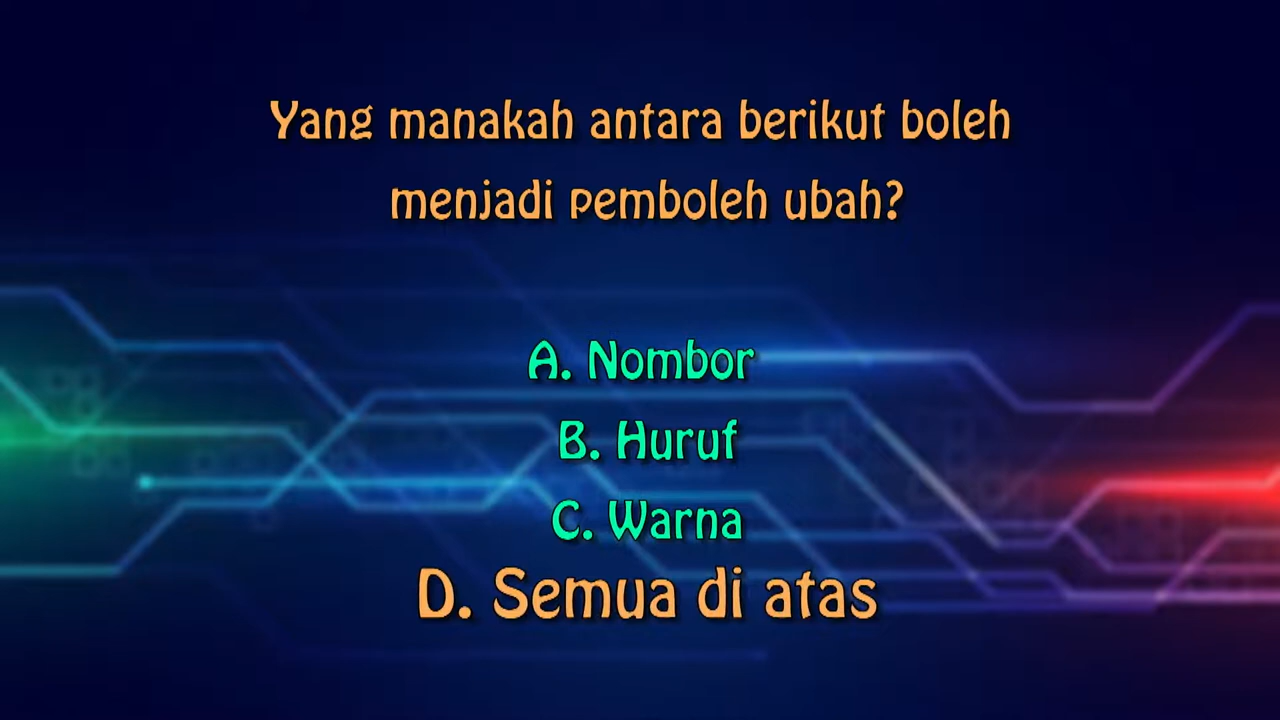 Yang manakah antara berikut boleh
menjadi pemboleh ubah?
A. Nombor
B. Huruf
C. Warna
D. Semua di atas